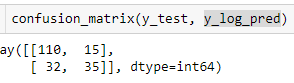 confusion_matrix(y_test, y_log_pred)
ay([[110,  15],
[ 32,  35]], dtype=int64)